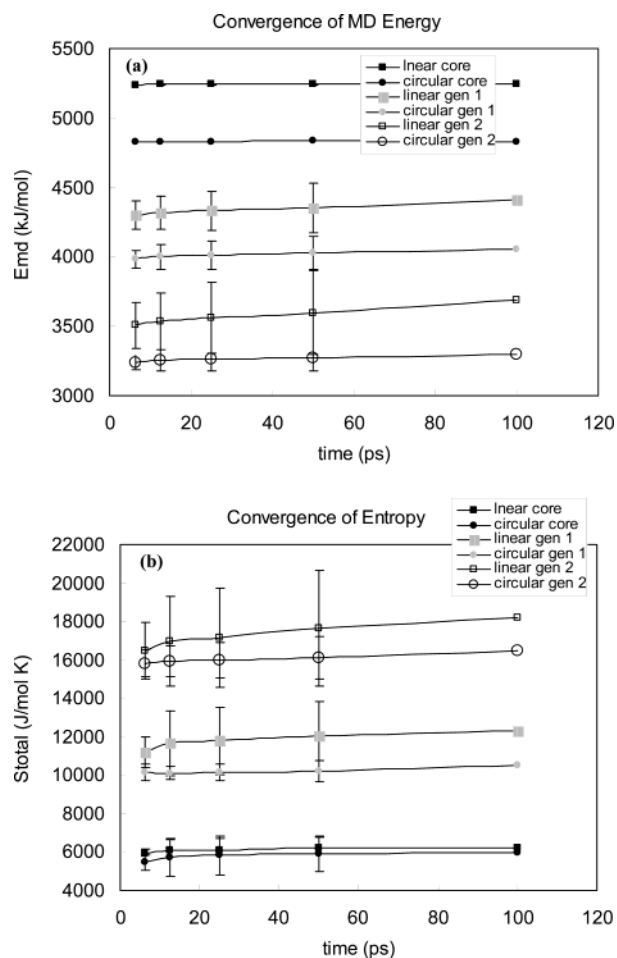 Convergence of MD Energy
(a)
lnear core
circular core
linear gen 1
circular gen 1
linear gen 2
circular gen 2
Emd (kJ/mol)
5500
5000
4500
4000
3500
3000
0
20
40
60
80
100
120
time (ps)
Convergence of Entropy
(b)
lnear core
circular core
linear gen 1
circular gen 1
linear gen 2
circular gen 2
Stotal (J/mol K)
22000
20000
18000
16000
14000
12000
10000
8000
6000
4000
0
20
40
60
80
100
120
time (ps)